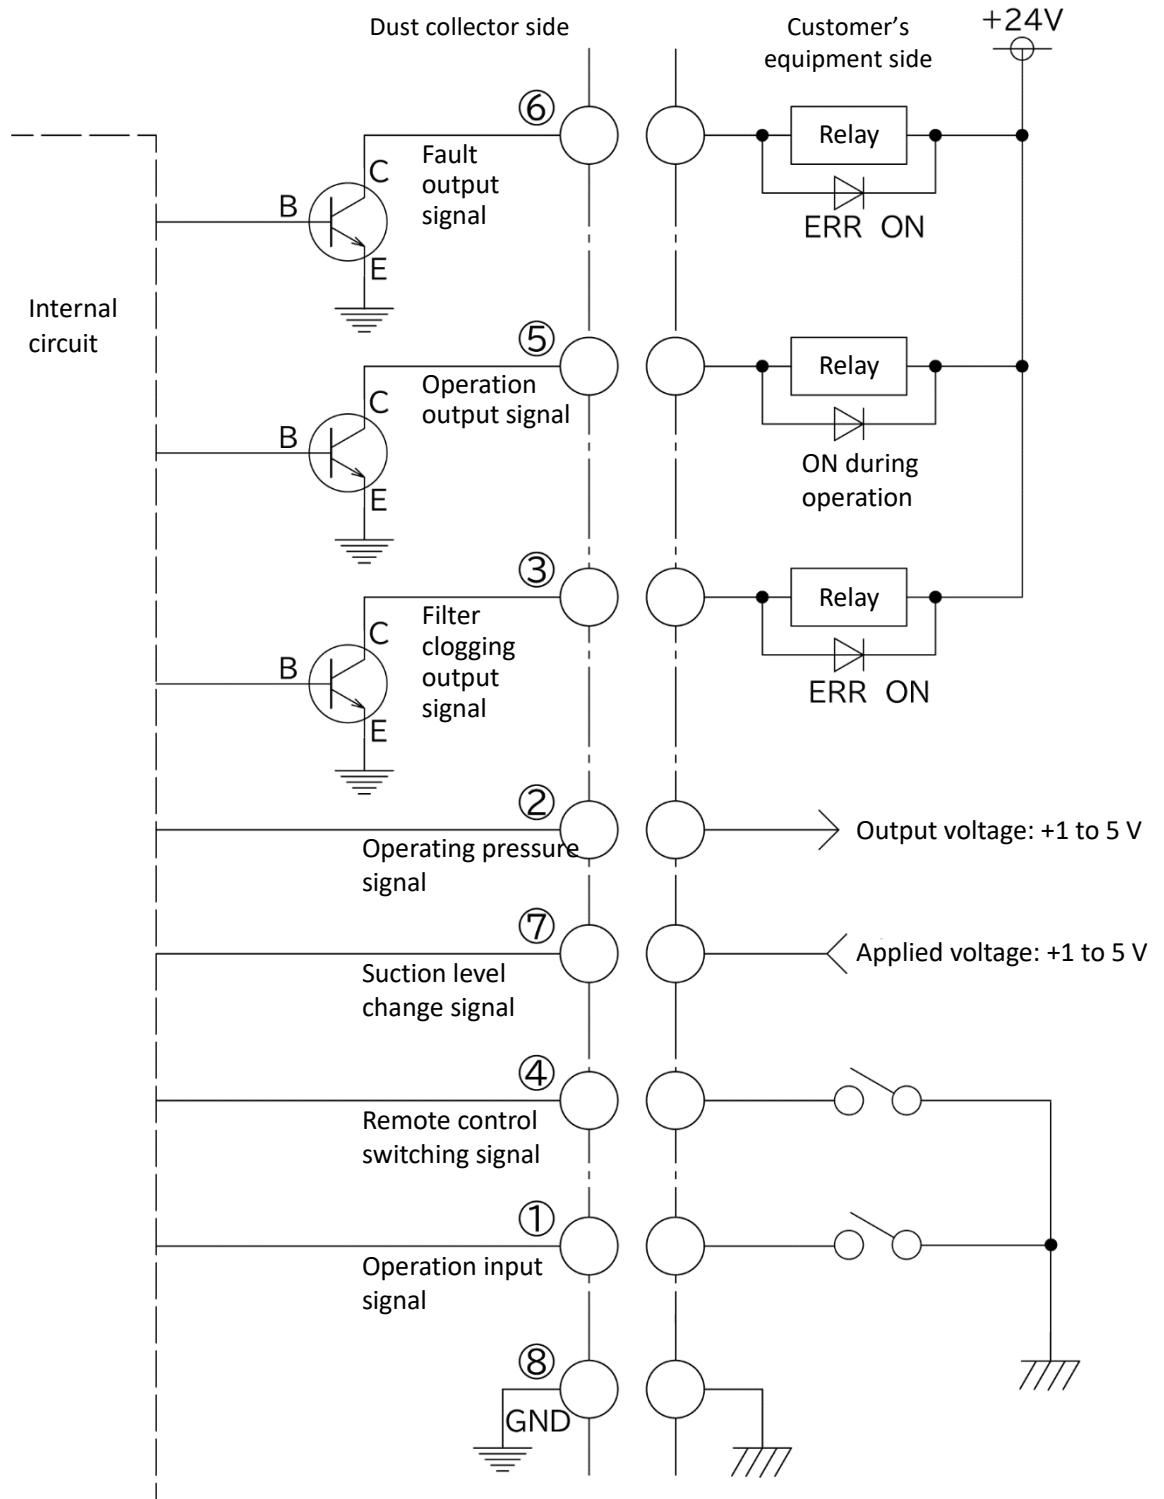 Dust collector side
Customer's
equipment side
+24V
⑥
Fault
output
signal
C
B
E
Relay
ERR ON
Internal
circuit
⑤
Operation
output signal
C
B
E
Relay
ON during
operation
③
Filter
clogging
output
signal
C
B
E
Relay
ERR ON
②
Operating pressure
signal
Output voltage: +1 to 5 V
⑦
Suction level
change signal
Applied voltage: +1 to 5 V
④
Remote control
switching signal
①
Operation input
signal
⑧
GND